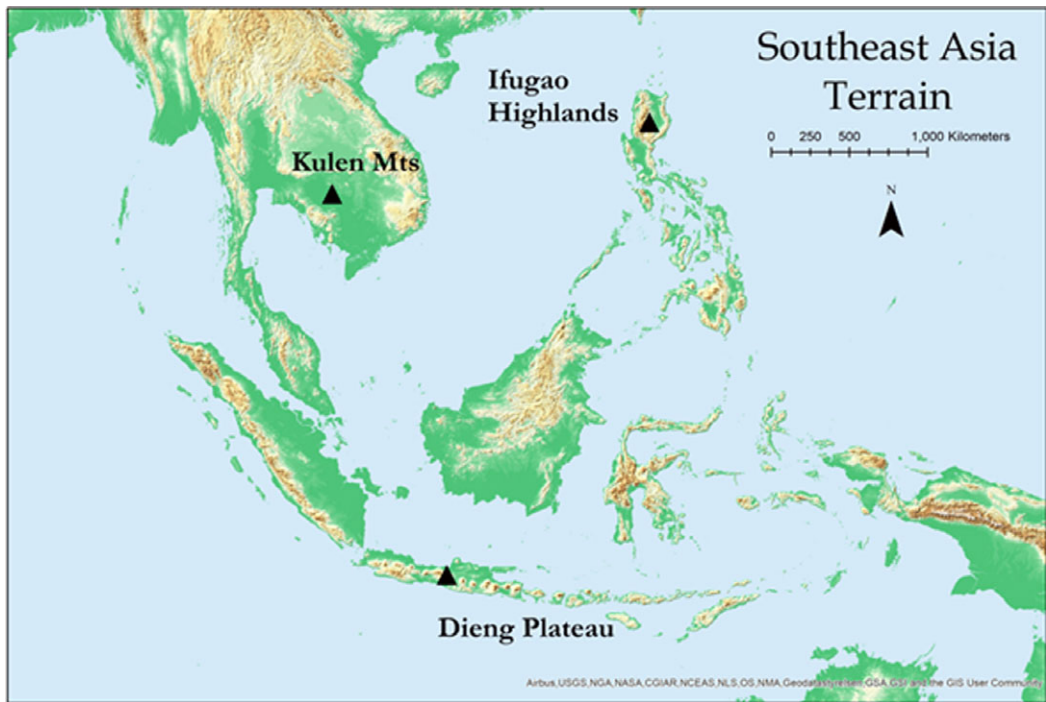 Southeast Asia
Terrain
0 250 500 1,000 Kilometers
N
Ifugao
Highlands
Kulen Mts
Dieng Plateau
Airbus,USGS,NGA,NASA,CGIAR,NCEAS,NLS,OS,NMA,Geodatastyrelsen,GSA,GSI and the GIS User Community